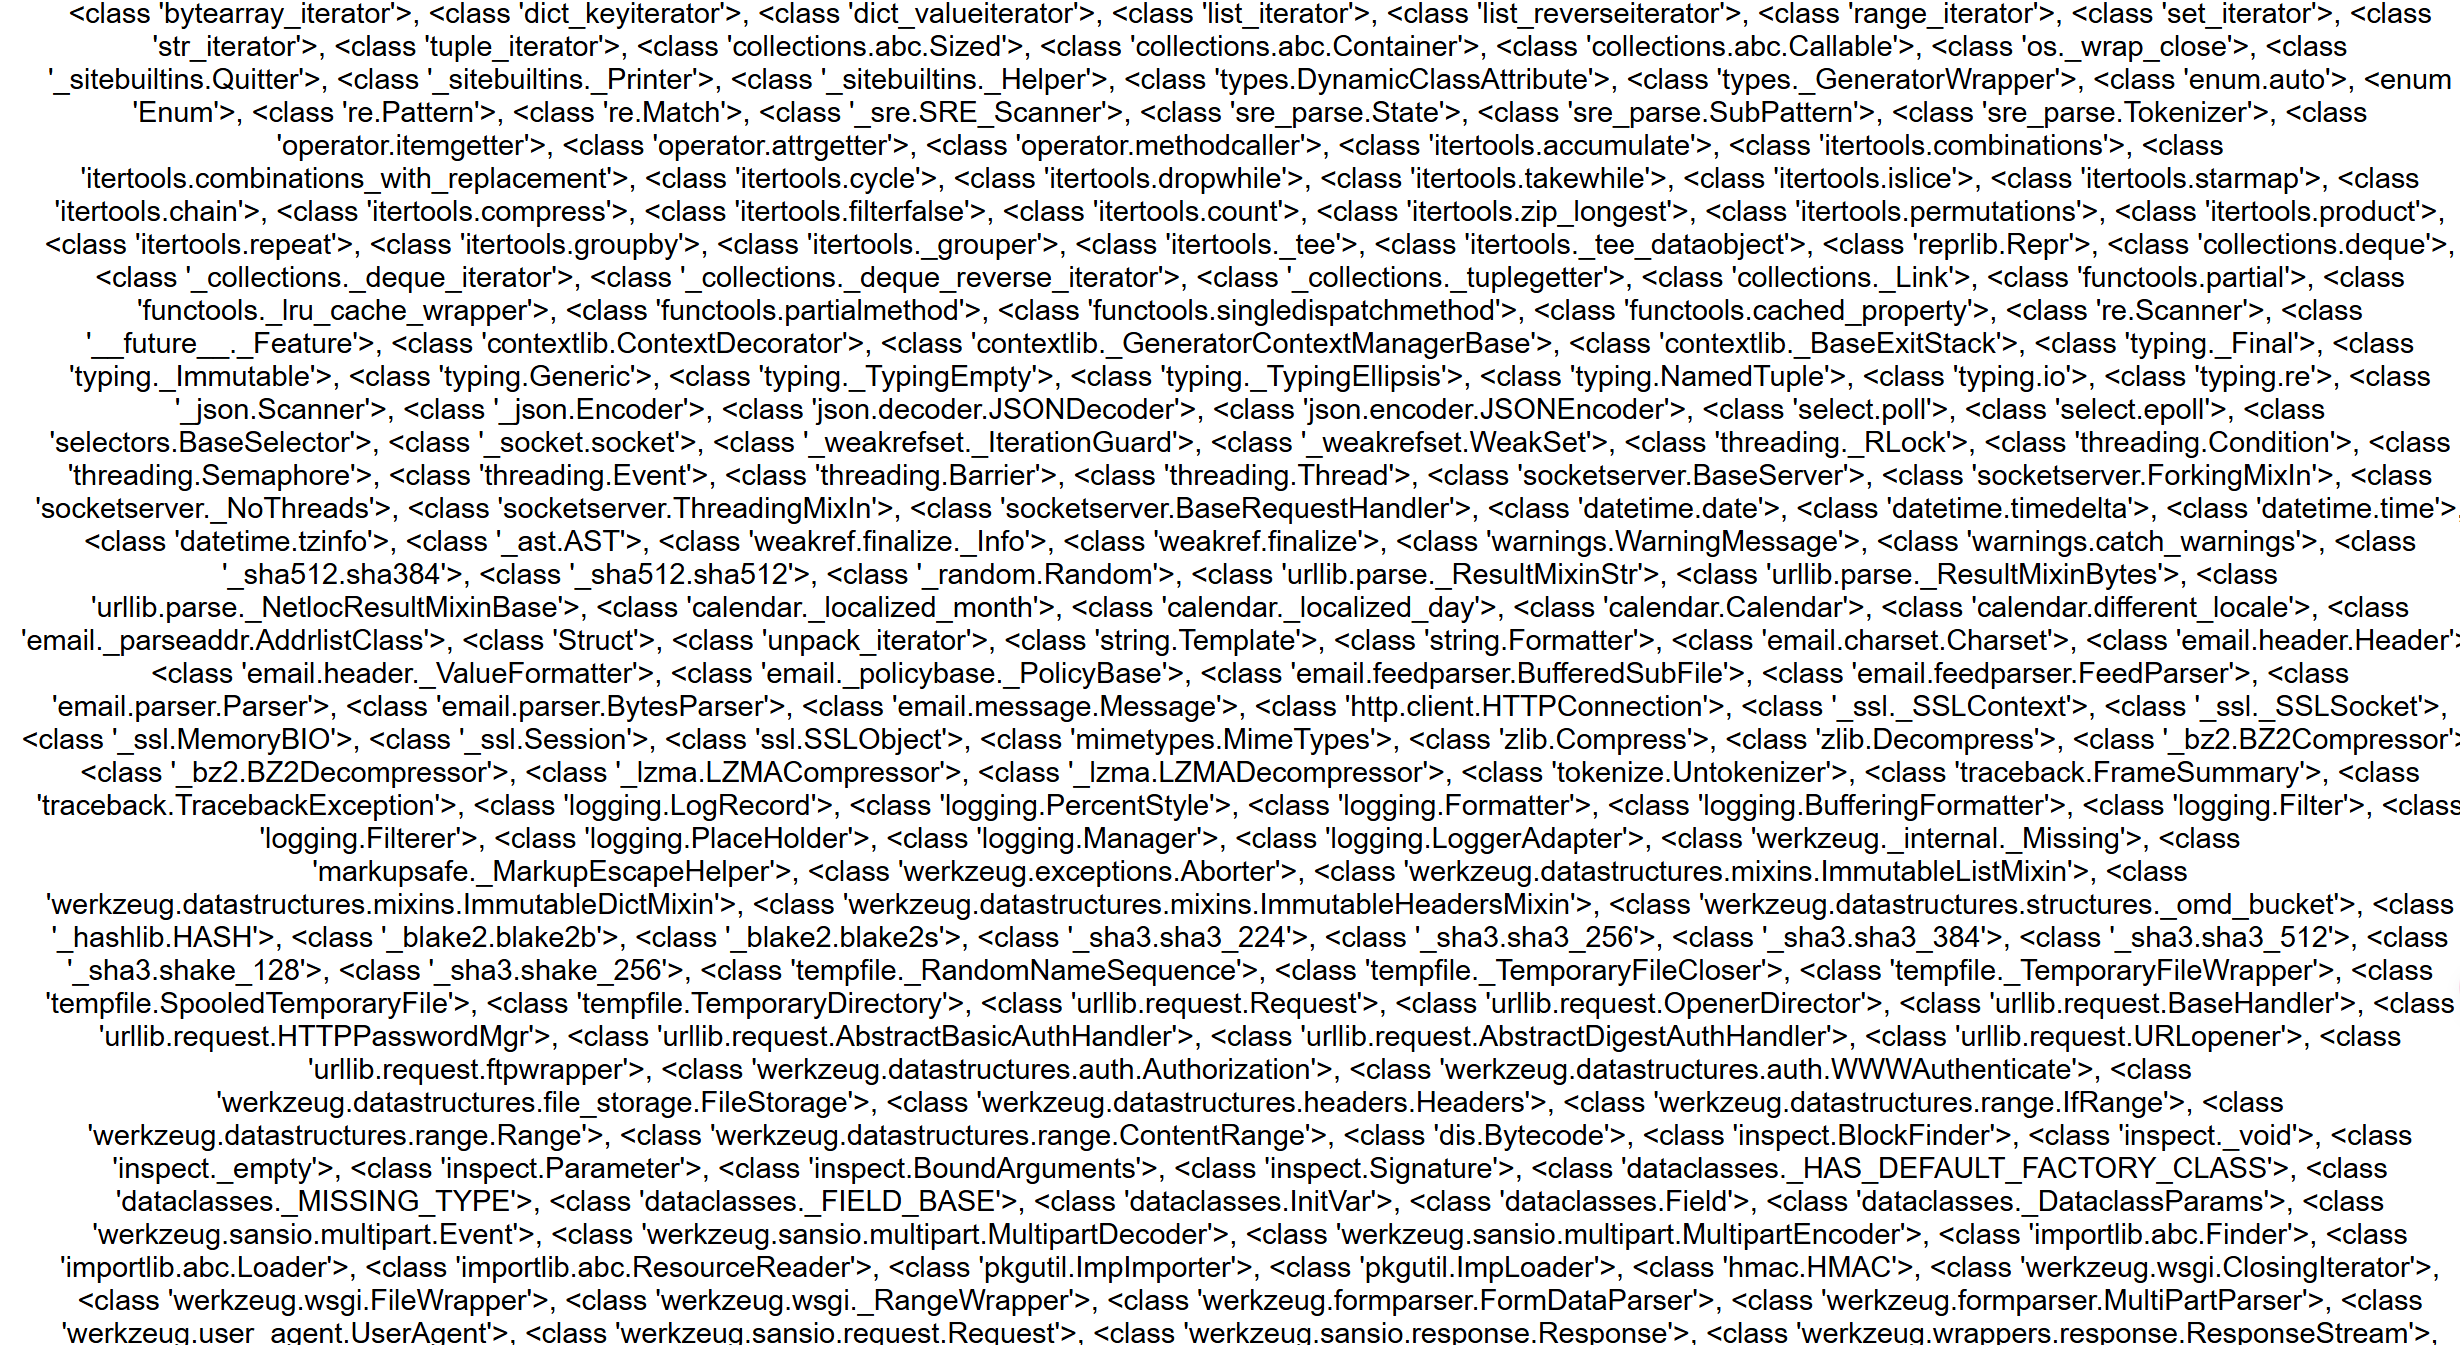 <class 'bytearray_iterator'>, <class 'dict_keyiterator'>, <class 'dict_valueiterator'>, <class 'list_iterator'>, <class 'list_reverseiterator'>, <class 'range_iterator'>, <class 'set_iterator'>, <class
'str_iterator'>, <class 'tuple_iterator'>, <class 'collections.abc.Sized'>, <class 'collections.abc.Container'>, <class 'collections.abc.Callable'>, <class 'os._wrap_close'>, <class
'_sitebuiltins.Quitter'>, <class '_sitebuiltins._Printer'>, <class '_sitebuiltins._Helper'>, <class 'types.DynamicClassAttribute'>, <class 'types._GeneratorWrapper'>, <class 'enum.auto'>, <enum
'Enum'>, <class 're.Pattern'>, <class 're.Match'>, <class '_sre.SRE_Scanner'>, <class 'sre_parse.State'>, <class 'sre_parse.SubPattern'>, <class 'sre_parse.Tokenizer'>, <class
'operator.itemgetter'>, <class 'operator.attrgetter'>, <class 'operator.methodcaller'>, <class 'itertools.accumulate'>, <class 'itertools.combinations'>, <class
'itertools.combinations_with_replacement'>, <class 'itertools.cycle'>, <class 'itertools.dropwhile'>, <class 'itertools.takewhile'>, <class 'itertools.islice'>, <class 'itertools.starmap'>, <class
'itertools.chain'>, <class 'itertools.compress'>, <class 'itertools.filterfalse'>, <class 'itertools.count'>, <class 'itertools.zip_longest'>, <class 'itertools.permutations'>, <class 'itertools.product'>,
<class 'itertools.repeat'>, <class 'itertools.groupby'>, <class 'itertools._grouper'>, <class 'itertools._tee'>, <class 'itertools._tee_dataobject'>, <class 'reprlib.Repr'>, <class 'collections.deque'>,
<class '_collections._deque_iterator'>, <class '_collections._deque_reverse_iterator'>, <class '_collections._tuplegetter'>, <class 'collections._Link'>, <class 'functools.partial'>, <class
'functools._lru_cache_wrapper'>, <class 'functools.partialmethod'>, <class 'functools.singledispatchmethod'>, <class 'functools.cached_property'>, <class 're.Scanner'>, <class
'__future__._Feature'>, <class 'contextlib.ContextDecorator'>, <class 'contextlib._GeneratorContextManagerBase'>, <class 'contextlib._BaseExitStack'>, <class 'typing._Final'>, <class
'typing._Immutable'>, <class 'typing.Generic'>, <class 'typing._TypingEmpty'>, <class 'typing._TypingEllipsis'>, <class 'typing.NamedTuple'>, <class 'typing.io'>, <class 'typing.re'>, <class
'_json.Scanner'>, <class '_json.Encoder'>, <class 'json.decoder.JSONDecoder'>, <class 'json.encoder.JSONEncoder'>, <class 'select.poll'>, <class 'select.epoll'>, <class
'selectors.BaseSelector'>, <class '_socket.socket'>, <class '_weakrefset._IterationGuard'>, <class '_weakrefset.WeakSet'>, <class 'threading._RLock'>, <class 'threading.Condition'>, <class
'threading.Semaphore'>, <class 'threading.Event'>, <class 'threading.Barrier'>, <class 'threading.Thread'>, <class 'socketserver.BaseServer'>, <class 'socketserver.ForkingMixIn'>, <class
'socketserver._NoThreads'>, <class 'socketserver.ThreadingMixIn'>, <class 'socketserver.BaseRequestHandler'>, <class 'datetime.date'>, <class 'datetime.timedelta'>, <class 'datetime.time'>,
<class 'datetime.tzinfo'>, <class '_ast.AST'>, <class 'weakref.finalize._Info'>, <class 'weakref.finalize'>, <class 'warnings.WarningMessage'>, <class 'warnings.catch_warnings'>, <class
'_sha512.sha384'>, <class '_sha512.sha512'>, <class '_random.Random'>, <class 'urllib.parse._ResultMixinStr'>, <class 'urllib.parse._ResultMixinBytes'>, <class
'urllib.parse._NetlocResultMixinBase'>, <class 'calendar._localized_month'>, <class 'calendar._localized_day'>, <class 'calendar.Calendar'>, <class 'calendar.different_locale'>, <class
'email._parseaddr.AddrlistClass'>, <class 'Struct'>, <class 'unpack_iterator'>, <class 'string.Template'>, <class 'string.Formatter'>, <class 'email.charset.Charset'>, <class 'email.header.Header'>
<class 'email.header._ValueFormatter'>, <class 'email._policybase._PolicyBase'>, <class 'email.feedparser.BufferedSubFile'>, <class 'email.feedparser.FeedParser'>, <class
'email.parser.Parser'>, <class 'email.parser.BytesParser'>, <class 'email.message.Message'>, <class 'http.client.HTTPConnection'>, <class '_ssl._SSLContext'>, <class '_ssl._SSLSocket'>,
<class '_ssl.MemoryBIO'>, <class '_ssl.Session'>, <class 'ssl.SSLObject'>, <class 'mimetypes.MimeTypes'>, <class 'zlib.Compress'>, <class 'zlib.Decompress'>, <class '_bz2.BZ2Compressor'>
<class '_bz2.BZ2Decompressor'>, <class '_lzma.LZMACompressor'>, <class '_lzma.LZMADecompressor'>, <class 'tokenize.Untokenizer'>, <class 'traceback.FrameSummary'>, <class
'traceback.TracebackException'>, <class 'logging.LogRecord'>, <class 'logging.PercentStyle'>, <class 'logging.Formatter'>, <class 'logging.BufferingFormatter'>, <class 'logging.Filter'>, <class
'logging.Filterer'>, <class 'logging.PlaceHolder'>, <class 'logging.Manager'>, <class 'logging.LoggerAdapter'>, <class 'werkzeug._internal._Missing'>, <class
'markupsafe._MarkupEscapeHelper'>, <class 'werkzeug.exceptions.Aborter'>, <class 'werkzeug.datastructures.mixins.ImmutableListMixin'>, <class
'werkzeug.datastructures.mixins.ImmutableDictMixin'>, <class 'werkzeug.datastructures.mixins.ImmutableHeadersMixin'>, <class 'werkzeug.datastructures.structures._omd_bucket'>, <class
'_hashlib.HASH'>, <class '_blake2.blake2b'>, <class '_blake2.blake2s'>, <class '_sha3.sha3_224'>, <class '_sha3.sha3_256'>, <class '_sha3.sha3_384'>, <class '_sha3.sha3_512'>, <class
'_sha3.shake_128'>, <class '_sha3.shake_256'>, <class 'tempfile._RandomNameSequence'>, <class 'tempfile._TemporaryFileCloser'>, <class 'tempfile._TemporaryFileWrapper'>, <class
'tempfile.SpooledTemporaryFile'>, <class 'tempfile.TemporaryDirectory'>, <class 'urllib.request.Request'>, <class 'urllib.request.OpenerDirector'>, <class 'urllib.request.BaseHandler'>, <class
'urllib.request.HTTPPasswordMgr'>, <class 'urllib.request.AbstractBasicAuthHandler'>, <class 'urllib.request.AbstractDigestAuthHandler'>, <class 'urllib.request.URLopener'>, <class
'urllib.request.ftpwrapper'>, <class 'werkzeug.datastructures.auth.Authorization'>, <class 'werkzeug.datastructures.auth.WWWAuthenticate'>, <class
'werkzeug.datastructures.file_storage.FileStorage'>, <class 'werkzeug.datastructures.headers.Headers'>, <class 'werkzeug.datastructures.range.IfRange'>, <class
'werkzeug.datastructures.range.Range'>, <class 'werkzeug.datastructures.range.ContentRange'>, <class 'dis.Bytecode'>, <class 'inspect.BlockFinder'>, <class 'inspect._void'>, <class
'inspect._empty'>, <class 'inspect.Parameter'>, <class 'inspect.BoundArguments'>, <class 'inspect.Signature'>, <class 'dataclasses._HAS_DEFAULT_FACTORY_CLASS'>, <class
'dataclasses._MISSING_TYPE'>, <class 'dataclasses._FIELD_BASE'>, <class 'dataclasses.InitVar'>, <class 'dataclasses.Field'>, <class 'dataclasses._DataclassParams'>, <class
'werkzeug.sansio.multipart.Event'>, <class 'werkzeug.sansio.multipart.MultipartDecoder'>, <class 'werkzeug.sansio.multipart.MultipartEncoder'>, <class 'importlib.abc.Finder'>, <class
'importlib.abc.Loader'>, <class 'importlib.abc.ResourceReader'>, <class 'pkgutil.ImpImporter'>, <class 'pkgutil.ImpLoader'>, <class 'hmac.HMAC'>, <class 'werkzeug.wsgi.ClosingIterator'>,
<class 'werkzeug.wsgi.FileWrapper'>, <class 'werkzeug.wsgi._RangeWrapper'>, <class 'werkzeug.formparser.FormDataParser'>, <class 'werkzeug.formparser.MultiPartParser'>, <class
'werkzeug.user_agent.UserAgent'>, <class 'werkzeug.sansio.request.Request'>, <class 'werkzeug.sansio.response.Response'>, <class 'werkzeug.wrappers.response.ResponseStream'>,